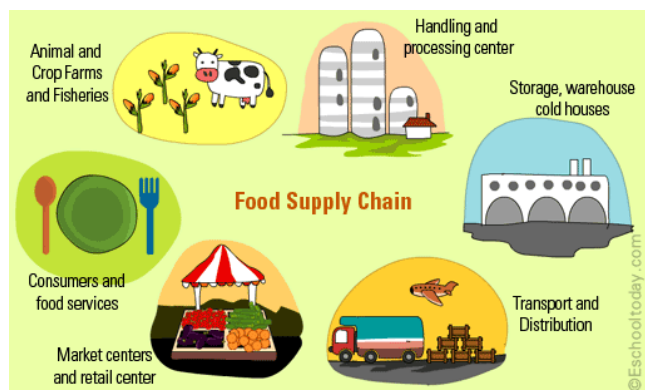 Animal and
Crop Farms
and Fisheries
Handling and
processing center
Storage, warehouse
cold houses
Food Supply Chain
Consumers and
food services
Market centers
and retail center
Transport and
Distribution
©Eschooltoday.com